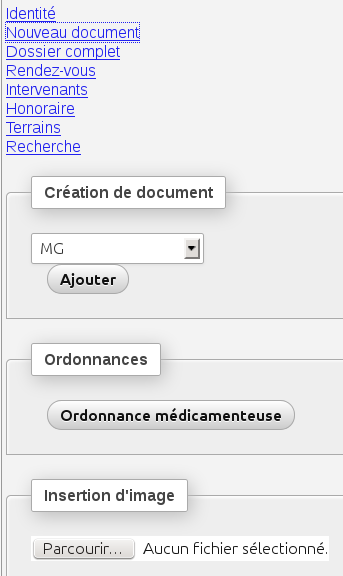 Identité
Nouveau document
Dossier complet
Rendez-vous
Intervenants
Honoraire
Terrains
Recherche
Création de document
MG
Ajouter
Ordonnances
Ordonnance médicamenteuse
Insertion d'image
Parcourir... Aucun fichier sélectionné.